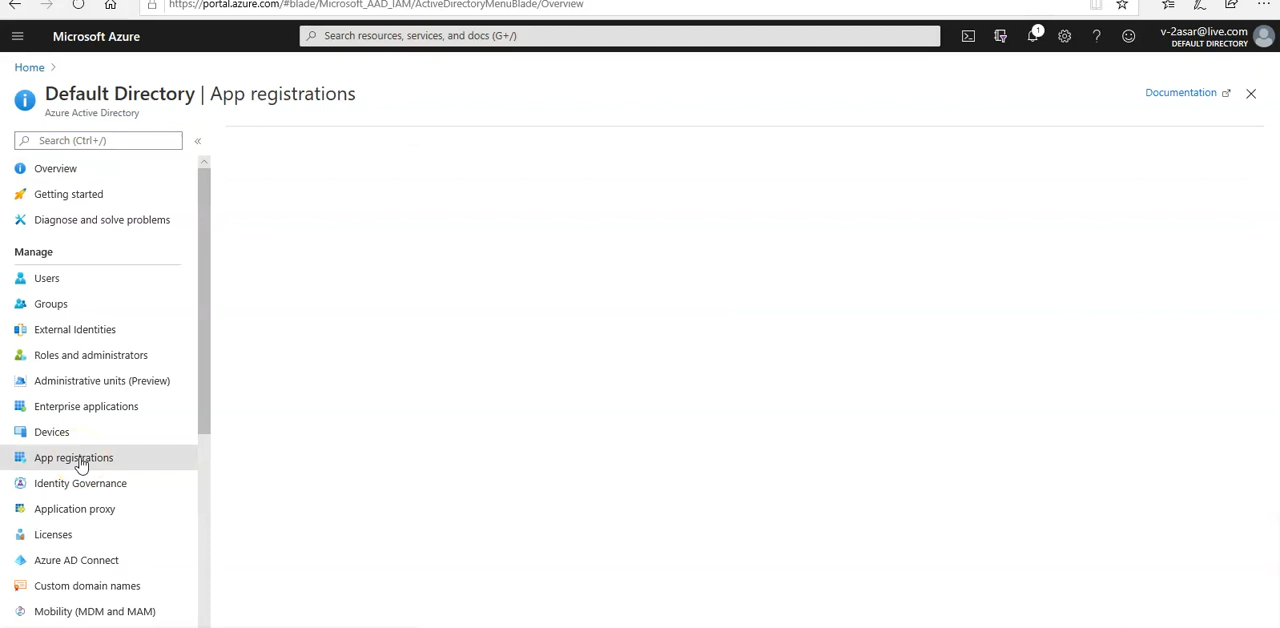 https://portal.azure.com/#blade/Microsoft_AAD_IAM/ActiveDirectoryMenuBlade/Overview
Microsoft Azure
Search resources, services, and docs (G+/)
1
v-2asar@live.com
DEFAULT DIRECTORY
Home
Default Directory | App registrations
Azure Active Directory
Documentation
Search (Ctrl+/)
Overview
Getting started
Diagnose and solve problems
Manage
Users
Groups
External Identities
Roles and administrators
Administrative units (Preview)
Enterprise applications
Devices
App registrations
Identity Governance
Application proxy
Licenses
Azure AD Connect
Custom domain names
Mobility (MDM and MAM)